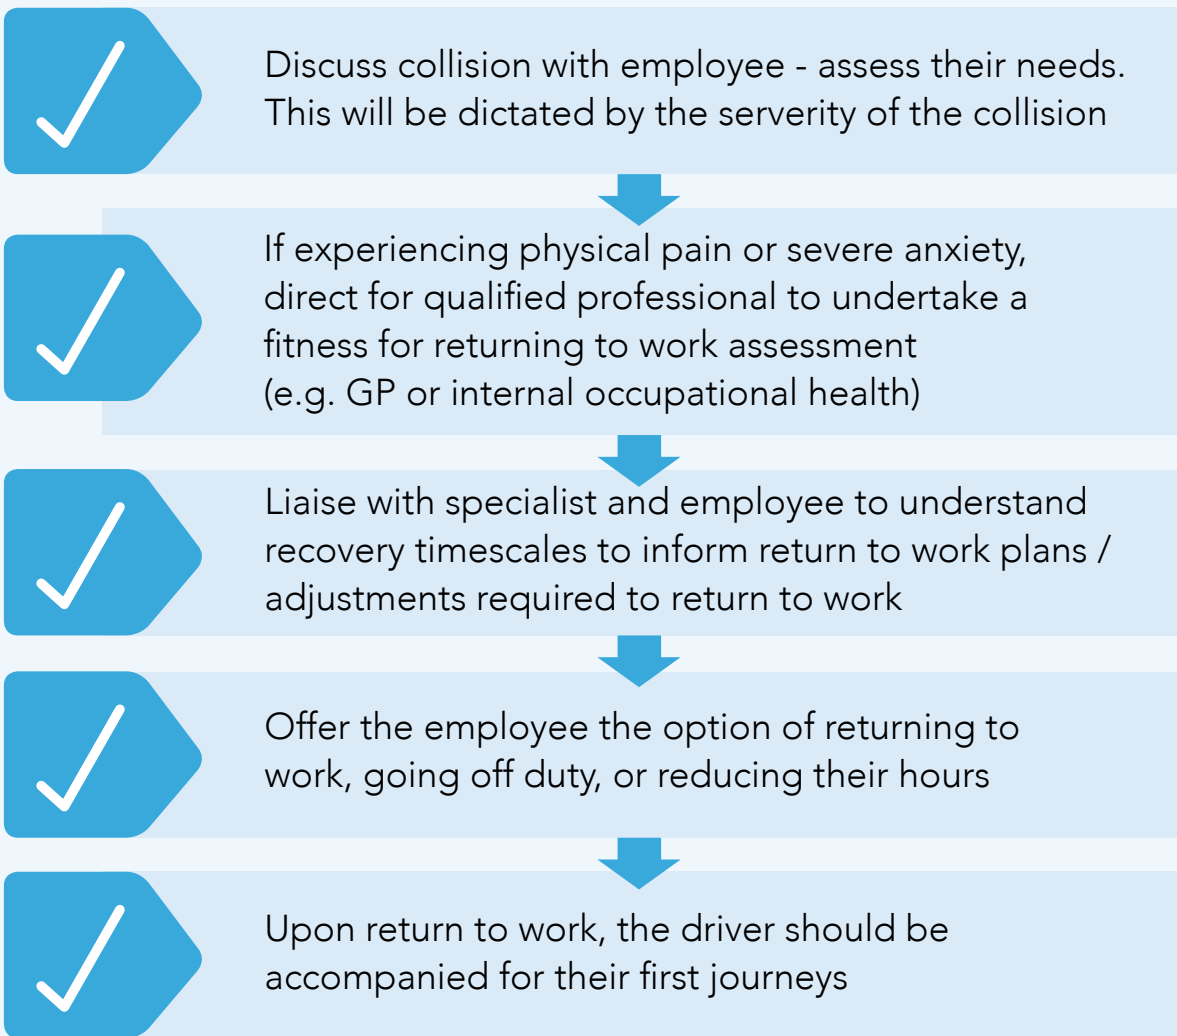 Discuss collision with employee - assess their needs.
This will be dictated by the serverity of the collision
If experiencing physical pain or severe anxiety,
direct for qualified professional to undertake a
fitness for returning to work assessment
(e.g. GP or internal occupational health)
Liaise with specialist and employee to understand
recovery timescales to inform return to work plans /
adjustments required to return to work
Offer the employee the option of returning to
work, going off duty, or reducing their hours
Upon return to work, the driver should be
accompanied for their first journeys